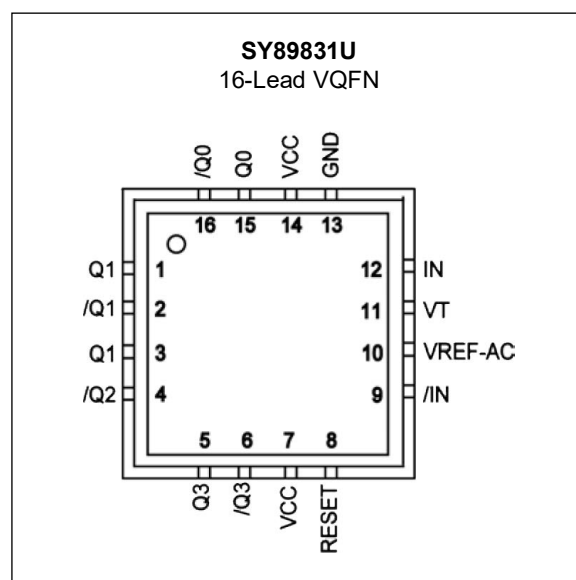 SY89831U
16-Lead VQFN
/Q0
Q0
VCC
GND
16 15 14 13
Q1 1
/Q1 2
Q1 3
/Q2 4
12 IN
11 VT
10 VREF-AC
9 /IN
5 6 7 8
Q3
/Q3
VCC
RESET